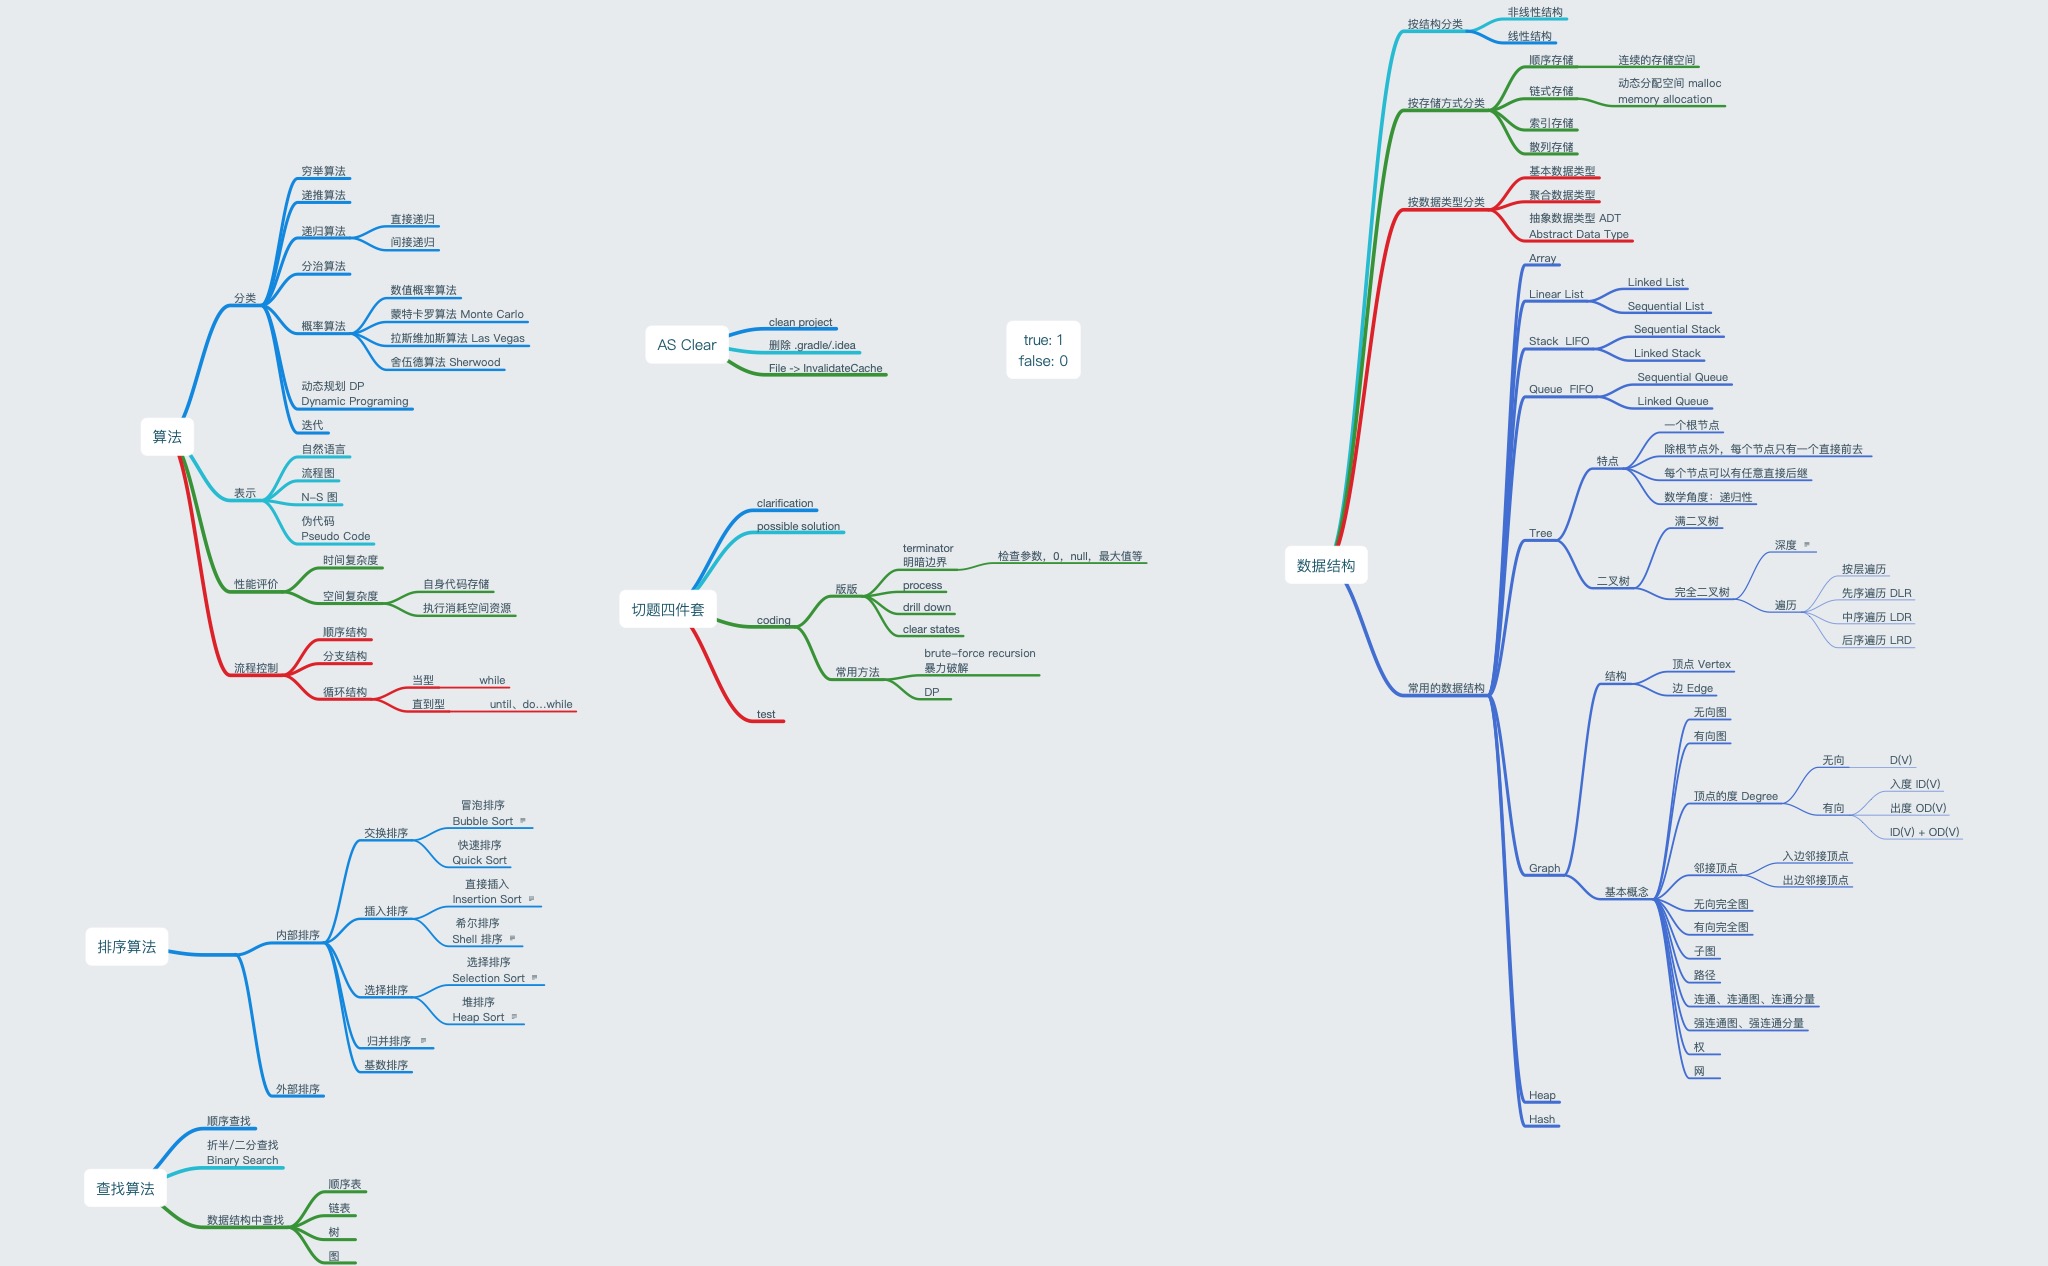 算法
分类
穷举算法
递推算法
递归算法
直接递归
间接递归
分治算法
概率算法
数值概率算法
蒙特卡罗算法 Monte Carlo
拉斯维加斯算法 Las Vegas
舍伍德算法 Sherwood
动态规划 DP
Dynamic Programing
迭代
表示
自然语言
流程图
N-S 图
伪代码
Pseudo Code
性能评价
时间复杂度
空间复杂度
自身代码存储
执行消耗空间资源
流程控制
顺序结构
分支结构
循环结构
当型
while
直到型
until、do...while
排序算法
内部排序
交换排序
冒泡排序
Bubble Sort
快速排序
Quick Sort
插入排序
直接插入
Insertion Sort
希尔排序
Shell 排序
选择排序
选择排序
Selection Sort
堆排序
Heap Sort
归并排序
基数排序
外部排序
查找算法
顺序查找
折半/二分查找
Binary Search
数据结构中查找
顺序表
链表
树
图
AS Clear
clean project
删除 .gradle/.idea
File -> InvalidateCache
true: 1
false: 0
切题四件套
clarification
possible solution
coding
版版
terminator
明暗边界
检查参数，0，null，最大值等
process
drill down
clear states
常用方法
brute-force recursion
暴力破解
DP
test
数据结构
按结构分类
非线性结构
线性结构
按存储方式分类
顺序存储
连续的存储空间
链式存储
动态分配空间 malloc
memory allocation
索引存储
散列存储
按数据类型分类
基本数据类型
聚合数据类型
抽象数据类型 ADT
Abstract Data Type
常用的数据结构
Array
Linear List
Linked List
Sequential List
Stack LIFO
Sequential Stack
Linked Stack
Queue FIFO
Sequential Queue
Linked Queue
Tree
特点
一个根节点
除根节点外，每个节点只有一个直接前去
每个节点可以有任意直接后继
数学角度：递归性
二叉树
满二叉树
完全二叉树
深度
遍历
按层遍历
先序遍历 DLR
中序遍历 LDR
后序遍历 LRD
Graph
结构
顶点 Vertex
边 Edge
基本概念
无向图
有向图
顶点的度 Degree
无向
D(V)
有向
入度 ID(V)
出度 OD(V)
ID(V) + OD(V)
邻接顶点
入边邻接顶点
出边邻接顶点
无向完全图
有向完全图
子图
路径
连通、连通图、连通分量
强连通图、强连通分量
权
网
Heap
Hash